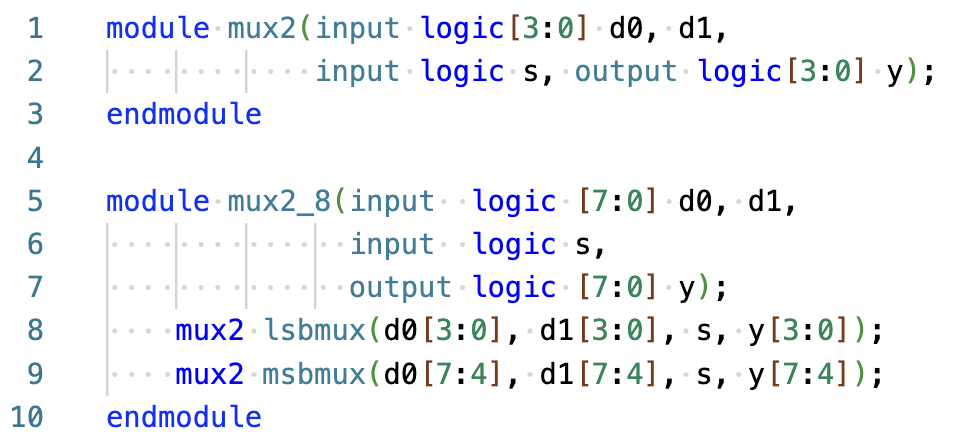 1 module mux2(input logic[3:0] d0, d1,
2 input logic s, output logic[3:0] y);
3 endmodule
4
5 module mux2_8(input  logic [7:0] d0, d1,
6 input  logic s,
7 output logic [7:0] y);
8 mux2 lsbmux(d0[3:0], d1[3:0], s, y[3:0]);
9 mux2 msbmux(d0[7:4], d1[7:4], s, y[7:4]);
10 endmodule